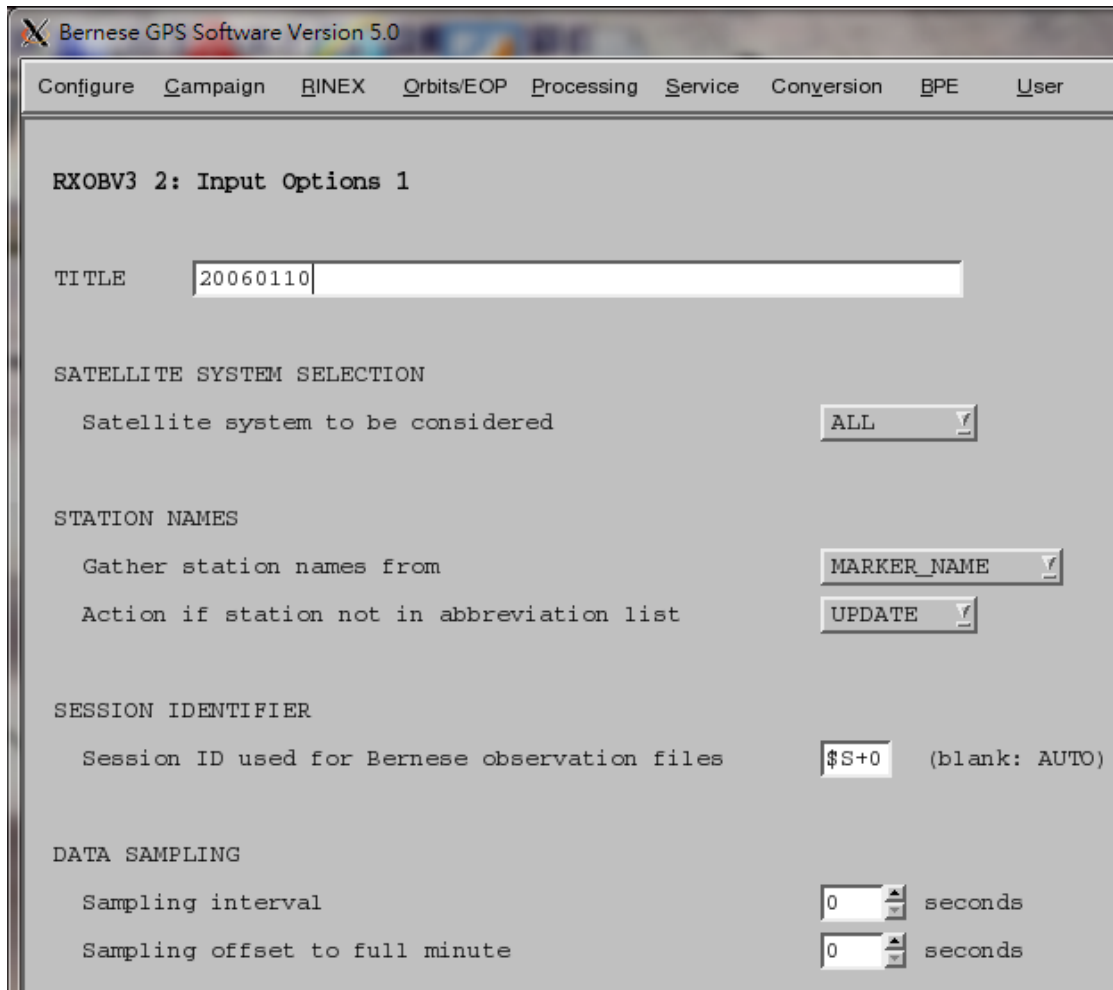 Bernese GPS Software Version 5.0
Configure Campaign RINEX Orbits/EOP Processing Service Conversion BPE User
RXOBV3 2: Input Options 1
TITLE 20060110
SATELLITE SYSTEM SELECTION
Satellite system to be considered ALL
STATION NAMES
Gather station names from MARKER_NAME
Action if station not in abbreviation list UPDATE
SESSION IDENTIFIER
Session ID used for Bernese observation files $S+0 (blank: AUTO)
DATA SAMPLING
Sampling interval 0 seconds
Sampling offset to full minute 0 seconds